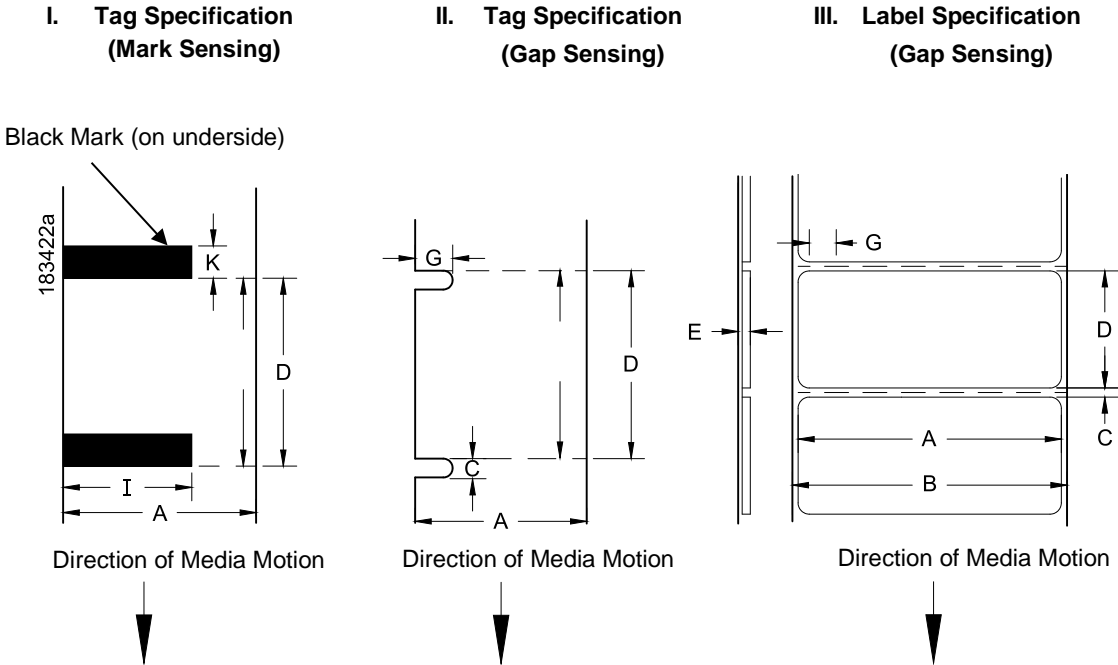 I. Tag Specification
(Mark Sensing)
II. Tag Specification
(Gap Sensing)
III. Label Specification
(Gap Sensing)
Black Mark (on underside)
183422a
K
D
I
A
G
D
C
A
G
E
D
C
A
B
Direction of Media Motion
Direction of Media Motion
Direction of Media Motion